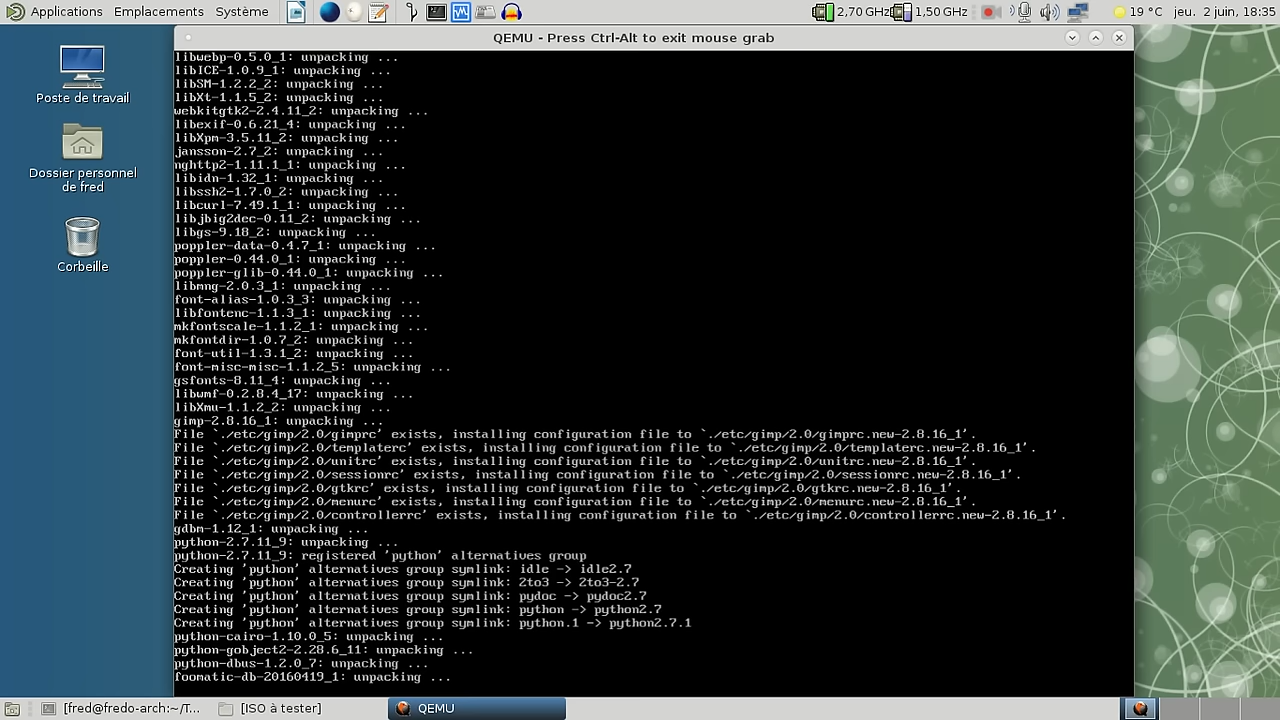 Applications Emplacements Système 2,70 GHz 1,50 GHz 19 °C jeu. 2 juin, 18:35
QEMU - Press Ctrl-Alt to exit mouse grab
Poste de travail
Dossier personnel
de fred
Corbeille
libwebp-0.5.0_1: unpacking ...
libICE-1.0.9_1: unpacking ...
libSM-1.2.2_2: unpacking ...
libXt-1.1.5_2: unpacking ...
webkitgtk2-2.4.11_2: unpacking ...
libexif-0.6.21_4: unpacking ...
libXpm-3.5.11_2: unpacking ...
jansson-2.7_2: unpacking ...
nghttp2-1.11.1_1: unpacking ...
libidn-1.32_1: unpacking ...
libssh2-1.7.0_2: unpacking ...
libcurl-7.49.1_1: unpacking ...
libjbig2dec-0.11_2: unpacking ...
libgs-9.18_2: unpacking ...
poppler-data-0.4.7_1: unpacking ...
poppler-0.44.0_1: unpacking ...
poppler-glib-0.44.0_1: unpacking ...
libmng-2.0.3_1: unpacking ...
font-alias-1.0.3_3: unpacking ...
libfontenc-1.1.3_1: unpacking ...
mkfontscale-1.1.2_1: unpacking ...
mkfontdir-1.0.7_2: unpacking ...
font-util-1.3.1_2: unpacking ...
font-misc-misc-1.1.2_5: unpacking ...
gsfonts-8.11_4: unpacking ...
libwmf-0.2.8.4_17: unpacking ...
libXmu-1.1.2_2: unpacking ...
gimp-2.8.16_1: unpacking ...
File `./etc/gimp/2.0/gimprc' exists, installing configuration file to `./etc/gimp/2.0/gimprc.new-2.8.16_1'.
File `./etc/gimp/2.0/templaterc' exists, installing configuration file to `./etc/gimp/2.0/templaterc.new-2.8.16_1'.
File `./etc/gimp/2.0/unitrc' exists, installing configuration file to `./etc/gimp/2.0/unitrc.new-2.8.16_1'.
File `./etc/gimp/2.0/sessionrc' exists, installing configuration file to `./etc/gimp/2.0/sessionrc.new-2.8.16_1'.
File `./etc/gimp/2.0/gtkrc' exists, installing configuration file to `./etc/gimp/2.0/gtkrc.new-2.8.16_1'.
File `./etc/gimp/2.0/menurc' exists, installing configuration file to `./etc/gimp/2.0/menurc.new-2.8.16_1'.
File `./etc/gimp/2.0/controllerrc' exists, installing configuration file to `./etc/gimp/2.0/controllerrc.new-2.8.16_1'.
gdbm-1.12_1: unpacking ...
python-2.7.11_9: unpacking ...
python-2.7.11_9: registered 'python' alternatives group
Creating 'python' alternatives group symlink: idle -> idle2.7
Creating 'python' alternatives group symlink: 2to3 -> 2to3-2.7
Creating 'python' alternatives group symlink: pydoc -> pydoc2.7
Creating 'python' alternatives group symlink: python -> python2.7
Creating 'python' alternatives group symlink: python.1 -> python2.7.1
python-cairo-1.10.0_5: unpacking ...
python-gobject2-2.28.6_11: unpacking ...
python-dbus-1.2.0_7: unpacking ...
foomatic-db-20160419_1: unpacking ...
[fred@fredo-arch:~/T... [ISO à tester] QEMU